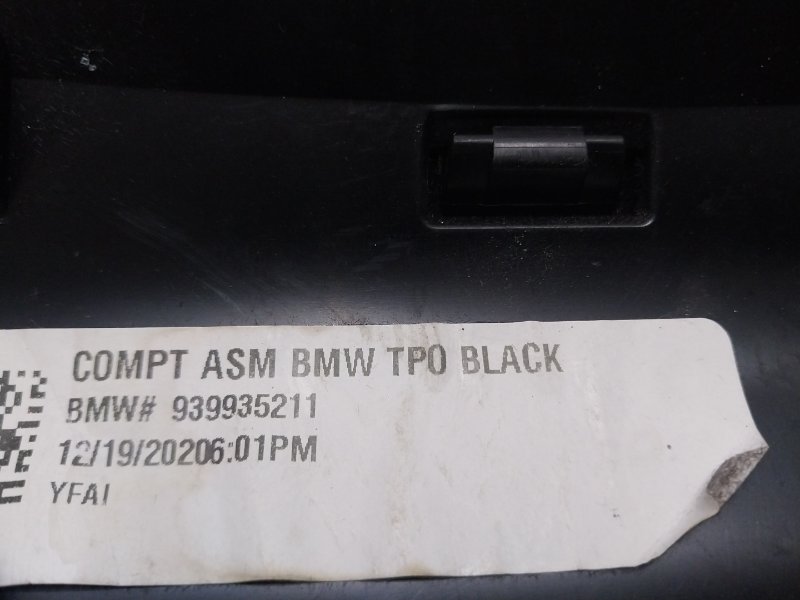 COMPT ASM BMW TPO BLACK
BMW# 939935211
12/19/20206:01PM
YFAI